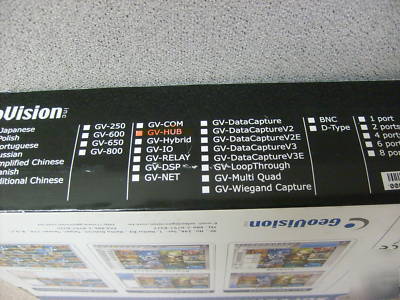 GeoVision inc
Japanese
Polish
Portuguese
Russian
Simplified Chinese
Spanish
Traditional Chinese
GV-250
GV-600
GV-650
GV-800
GV-COM
GV-HUB
GV-Hybrid
GV-IO
GV-RELAY
GV-DSP
GV-NET
GV-DataCapture
GV-DataCaptureV2
GV-DataCaptureV2E
GV-DataCaptureV3
GV-DataCaptureV3E
GV-LoopThrough
GV-Multi Quad
GV-Wiegand Capture
BNC
D-Type
1 port
2 ports
4 ports
6 ports
8 ports
GeoVision